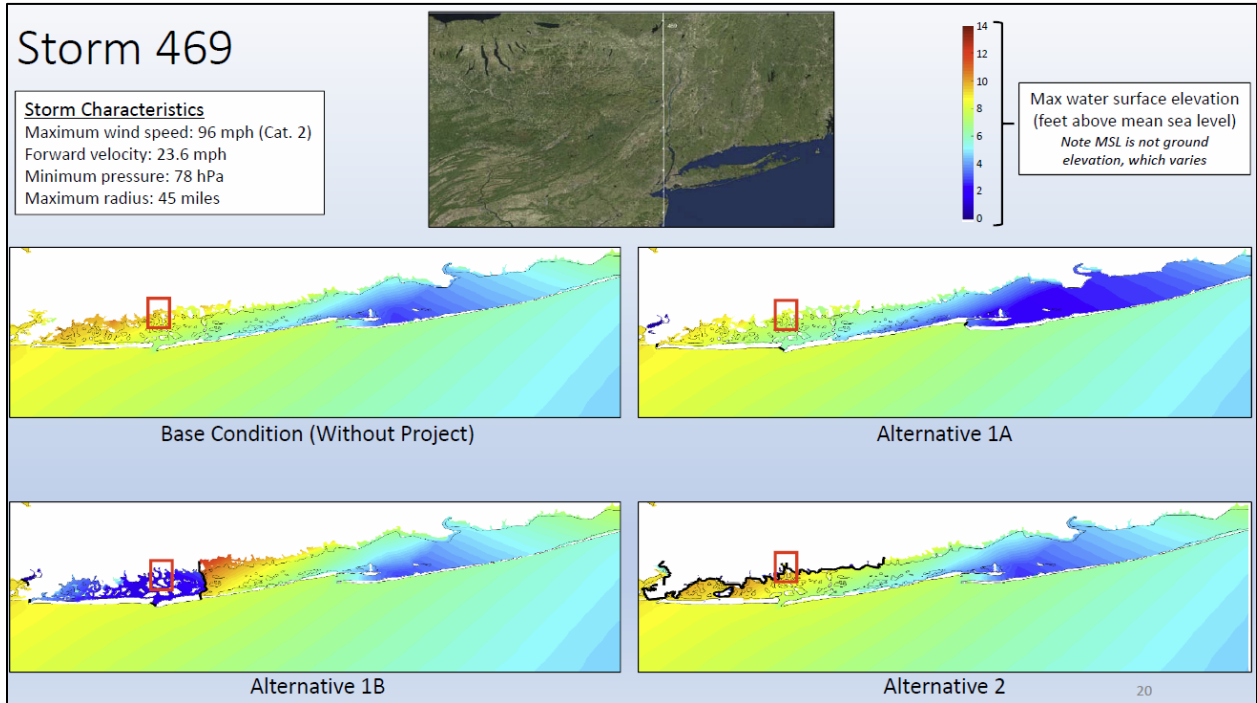 Storm 469
Storm Characteristics
Maximum wind speed: 96 mph (Cat. 2)
Forward velocity: 23.6 mph
Minimum pressure: 78 hPa
Maximum radius: 45 miles
469
14
12
10
8
6
4
2
0
Max water surface elevation
(feet above mean sea level)
Note MSL is not ground
elevation, which varies
Base Condition (Without Project)
Alternative 1A
Alternative 1B
Alternative 2
20